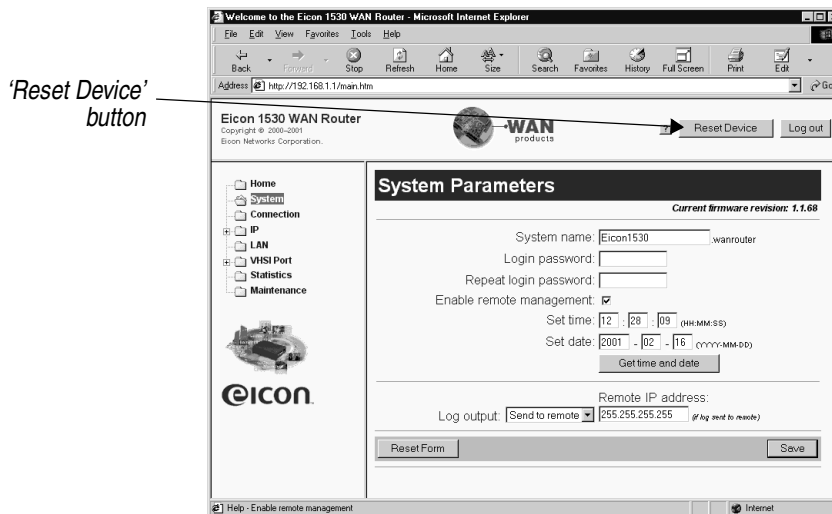 Welcome to the Eicon 1530 WAN Router - Microsoft Internet Explorer
File Edit View Favorites Tools Help
Back Forward Stop Refresh Home Size Search Favorites History Full Screen Print Edit
Address http://192.168.1.1/main.htm Go
'Reset Device'
button
Eicon 1530 WAN Router
Copyright © 2000-2001
Eicon Networks Corporation.
WAN
products
? Reset Device Log out
Home
System
Connection
IP
LAN
VHSI Port
Statistics
Maintenance
eicon
System Parameters
Current firmware revision: 1.1.68
System name: Eicon1530 .wanrouter
Login password:
Repeat login password:
Enable remote management:
Set time: 12 : 28 : 09 (HH:MM:SS)
Set date: 2001 - 02 - 16 (YYYY-MM-DD)
Get time and date
Remote IP address:
Log output: Send to remote 255.255.255.255 (if log sent to remote)
Reset Form Save
Help - Enable remote management Internet